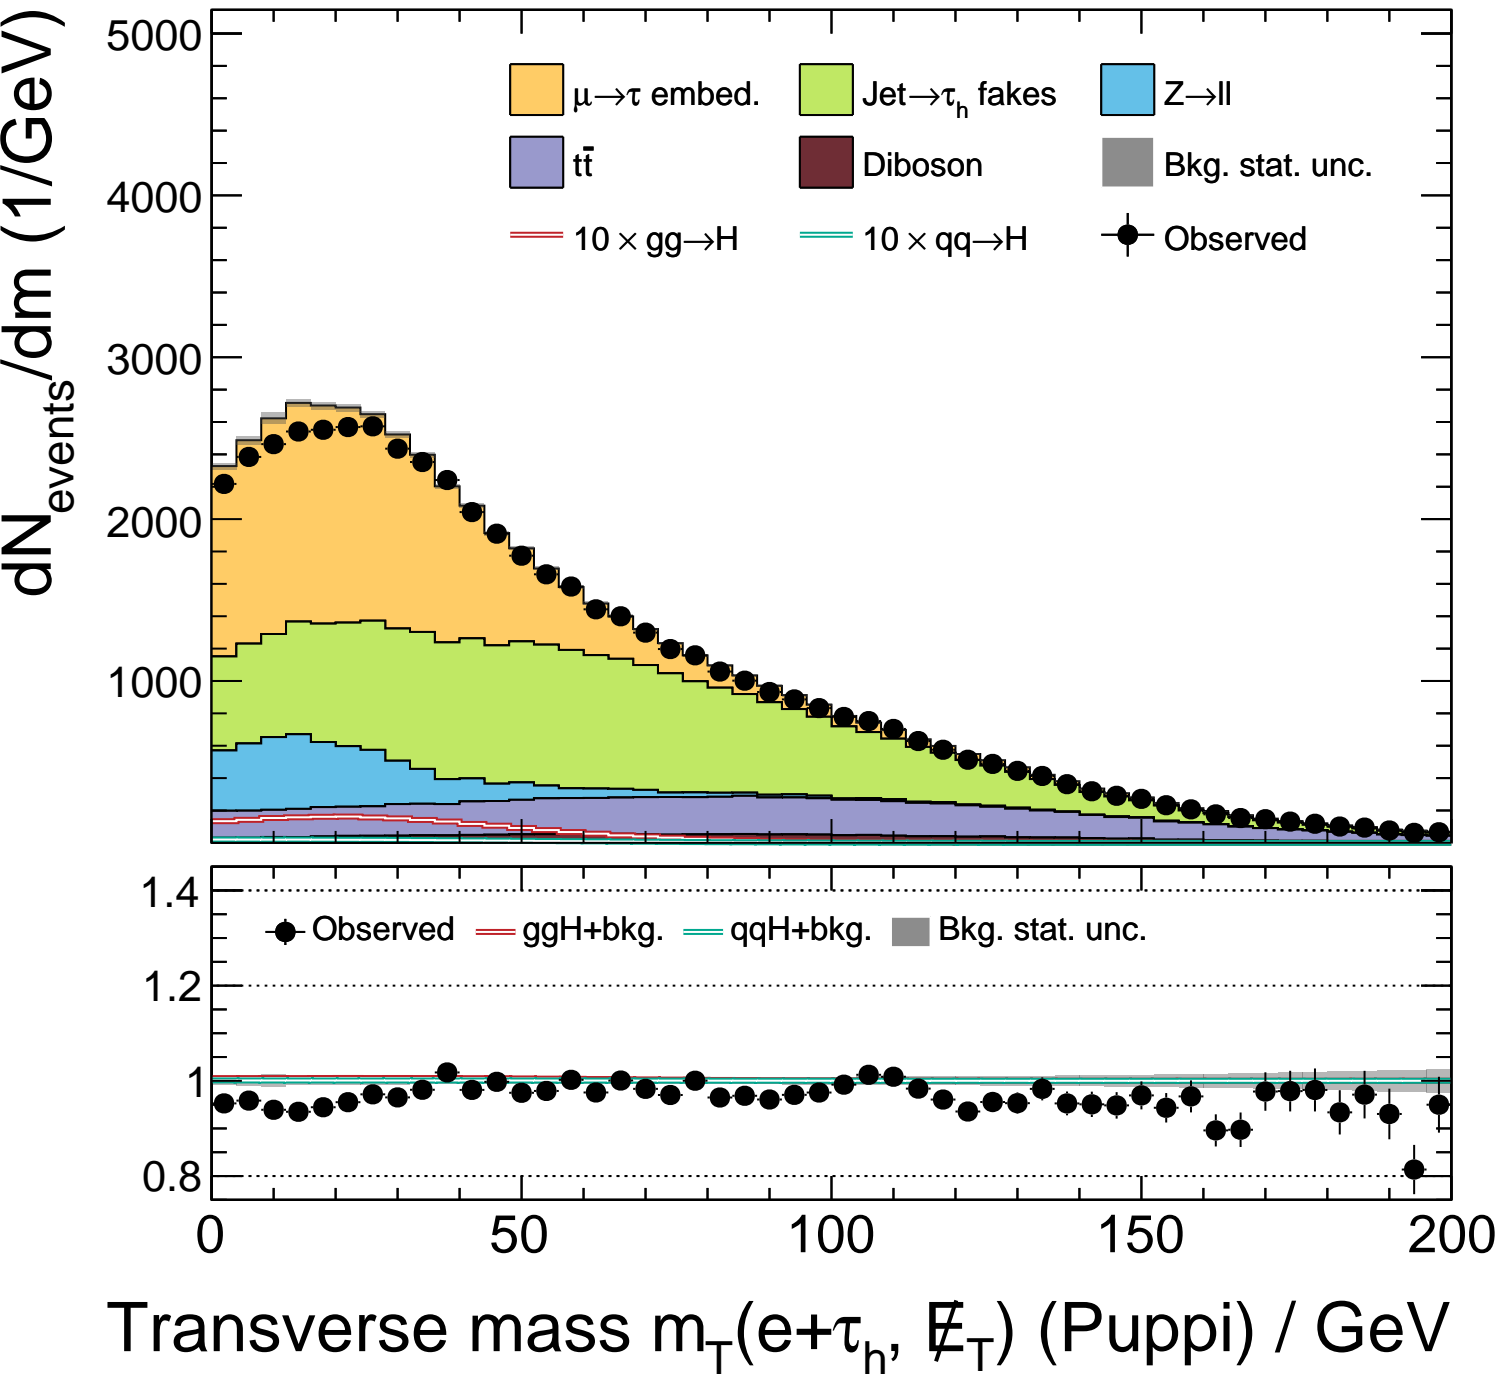 dN_events/dm (1/GeV)
5000
4000
3000
2000
1000
μ→τ embed. Jet→τ_h fakes Z→ll
tt̄ Diboson Bkg. stat. unc.
10 × gg→H 10 × qq→H Observed
1.4
1.2
1
0.8
Observed ggH+bkg. qqH+bkg. Bkg. stat. unc.
0 50 100 150 200
Transverse mass m_T(e+τ_h, E̸_T) (Puppi) / GeV